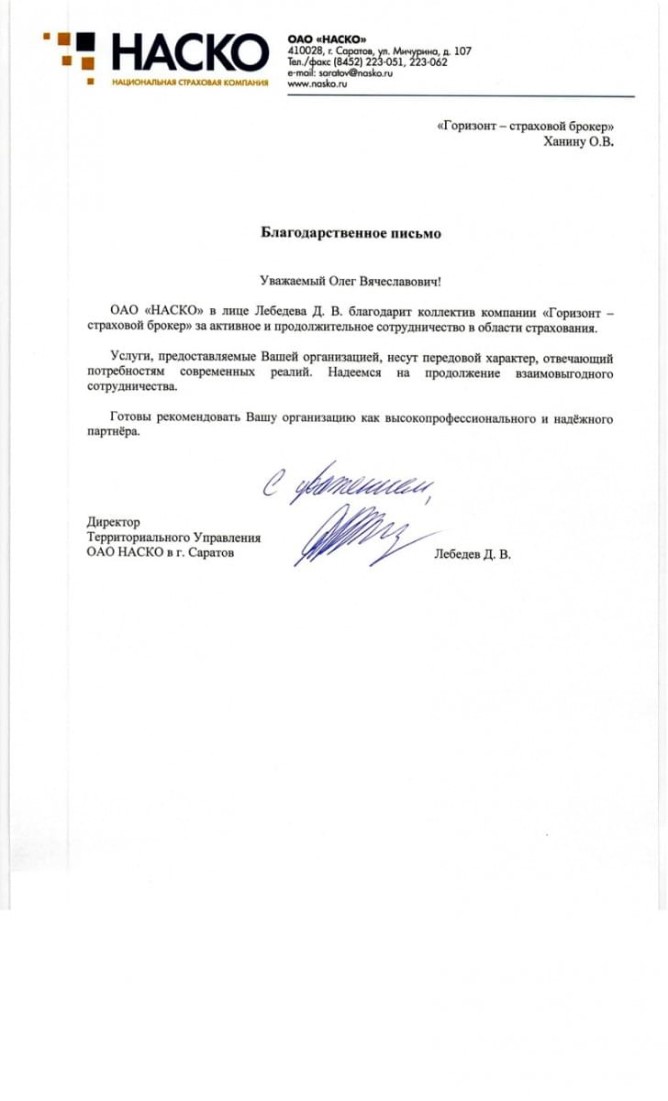 НАСКО
НАЦИОНАЛЬНАЯ СТРАХОВАЯ КОМПАНИЯ
ОАО «НАСКО»
410028, г. Саратов, ул. Мичурина, д. 107
Тел./факс (8452) 223-051, 223-062
e-mail: saratov@nasko.ru
www.nasko.ru
«Горизонт – страховой брокер»
Ханину О.В.
Благодарственное письмо
Уважаемый Олег Вячеславович!
ОАО «НАСКО» в лице Лебедева Д. В. благодарит коллектив компании «Горизонт –
страховой брокер» за активное и продолжительное сотрудничество в области страхования.
Услуги, предоставляемые Вашей организацией, несут передовой характер, отвечающий
потребностям современных реалий. Надеемся на продолжение взаимовыгодного
сотрудничества.
Готовы рекомендовать Вашу организацию как высокопрофессионального и надёжного
партнёра.
С уважением,
Директор
Территориального Управления
ОАО НАСКО в г. Саратов
Лебедев Д. В.